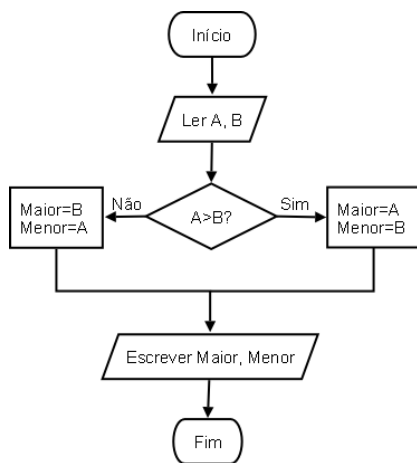 Início
Ler A, B
A>B?
Não
Sim
Maior=B
Menor=A
Maior=A
Menor=B
Escrever Maior, Menor
Fim